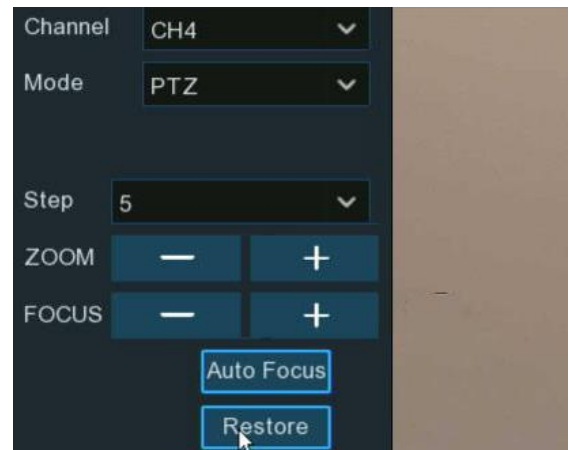 Channel CH4
Mode PTZ
Step 5
ZOOM − +
FOCUS − +
Auto Focus
Restore